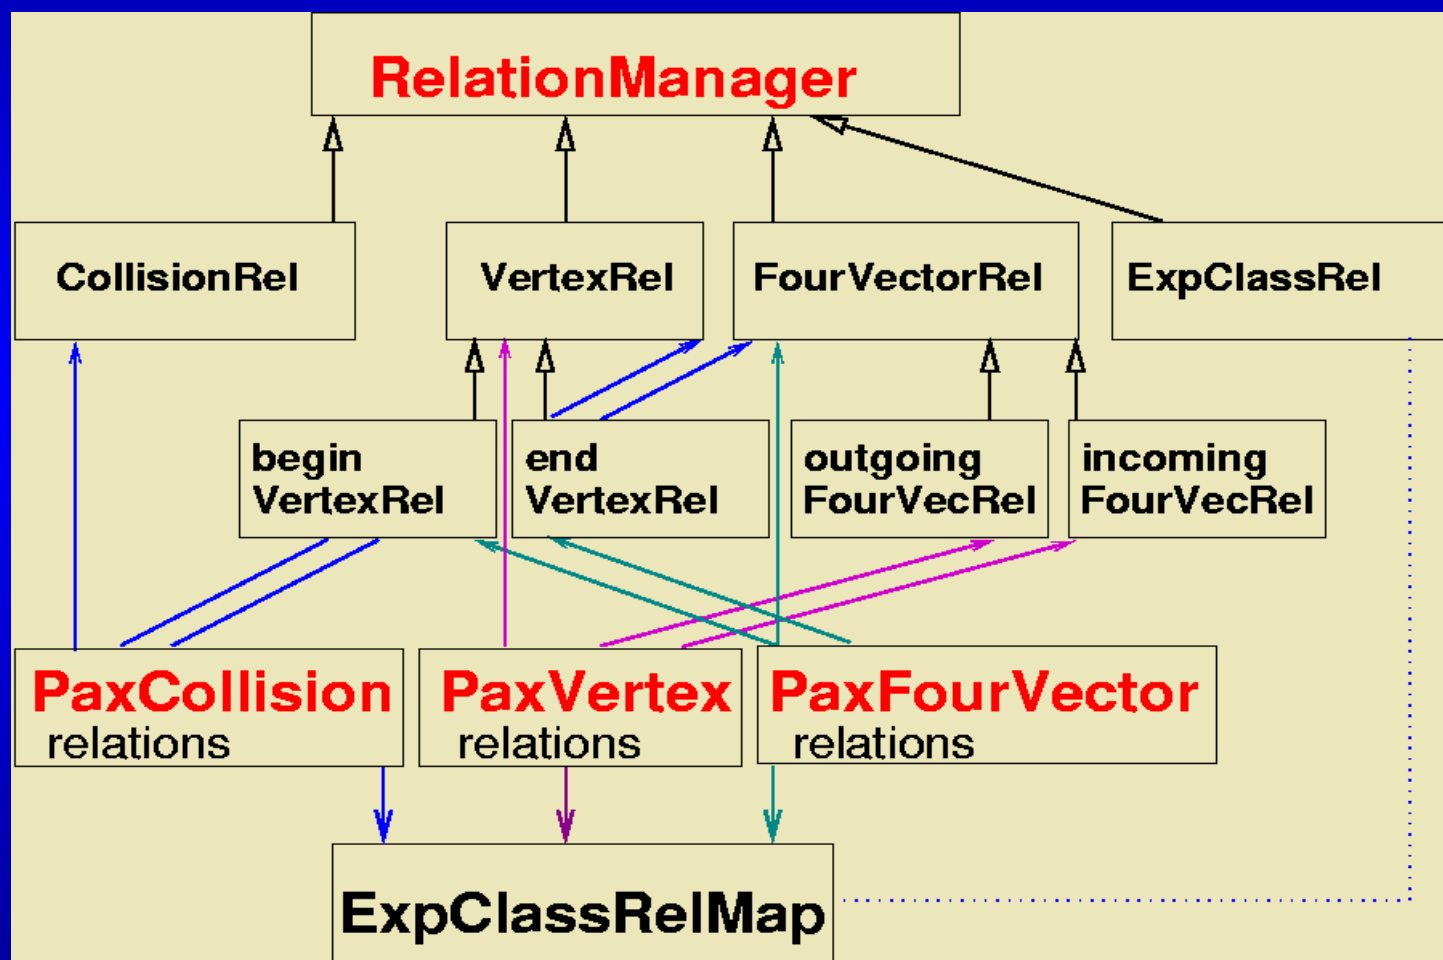 RelationManager
CollisionRel
VertexRel
FourVectorRel
ExpClassRel
begin
VertexRel
end
VertexRel
outgoing
FourVecRel
incoming
FourVecRel
PaxCollision
relations
PaxVertex
relations
PaxFourVector
relations
ExpClassRelMap